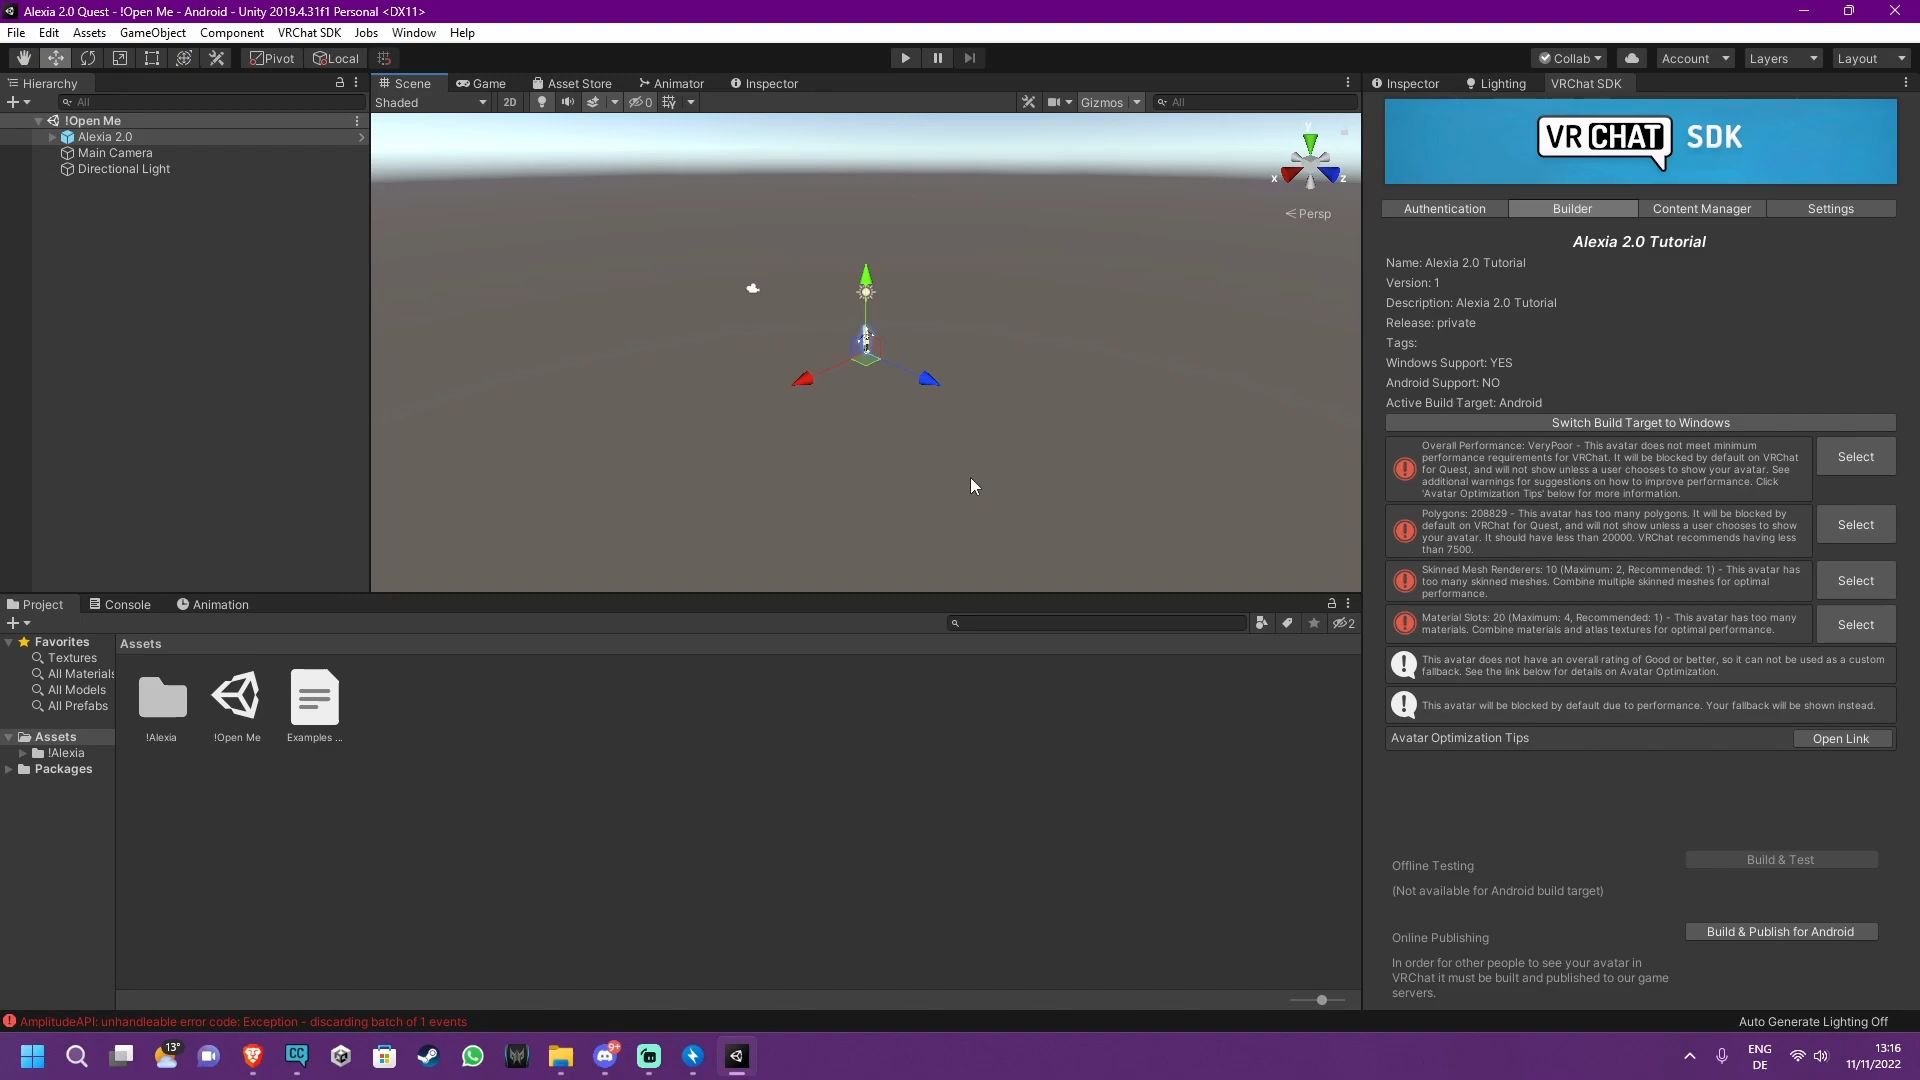 Alexia 2.0 Quest - !Open Me - Android - Unity 2019.4.31f1 Personal <DX11>
File Edit Assets GameObject Component VRChat SDK Jobs Window Help
Pivot Local Collab Account Layers Layout
Hierarchy Scene Game Asset Store Animator Inspector Inspector Lighting VRChat SDK
All Shaded 2D 0 Gizmos All
!Open Me
Alexia 2.0
Main Camera
Directional Light
y
x z
Persp
VRCHAT SDK
Authentication Builder Content Manager Settings
Alexia 2.0 Tutorial
Name: Alexia 2.0 Tutorial
Version: 1
Description: Alexia 2.0 Tutorial
Release: private
Tags:
Windows Support: YES
Android Support: NO
Active Build Target: Android
Switch Build Target to Windows
Overall Performance: VeryPoor - This avatar does not meet minimum
performance requirements for VRChat. It will be blocked by default on VRChat
for Quest, and will not show unless a user chooses to show your avatar. See
additional warnings for suggestions on how to improve performance. Click
'Avatar Optimization Tips' below for more information.
Select
Polygons: 208829 - This avatar has too many polygons. It will be blocked by
default on VRChat for Quest, and will not show unless a user chooses to show
your avatar. It should have less than 20000. VRChat recommends having less
than 7500.
Select
Skinned Mesh Renderers: 10 (Maximum: 2, Recommended: 1) - This avatar has
too many skinned meshes. Combine multiple skinned meshes for optimal
performance.
Select
Material Slots: 20 (Maximum: 4, Recommended: 1) - This avatar has too many
materials. Combine materials and atlas textures for optimal performance.
Select
This avatar does not have an overall rating of Good or better, so it can not be used as a custom
fallback. See the link below for details on Avatar Optimization.
This avatar will be blocked by default due to performance. Your fallback will be shown instead.
Avatar Optimization Tips Open Link
Offline Testing Build & Test
(Not available for Android build target)
Online Publishing Build & Publish for Android
In order for other people to see your avatar in
VRChat it must be built and published to our game
servers.
Project Console Animation
2
Favorites
Textures
All Materials
All Models
All Prefabs
Assets
!Alexia
Packages
Assets
!Alexia !Open Me Examples ...
AmplitudeAPI: unhandleable error code: Exception - discarding batch of 1 events
Auto Generate Lighting Off
13° CC 9+
ENG
DE
13:16
11/11/2022